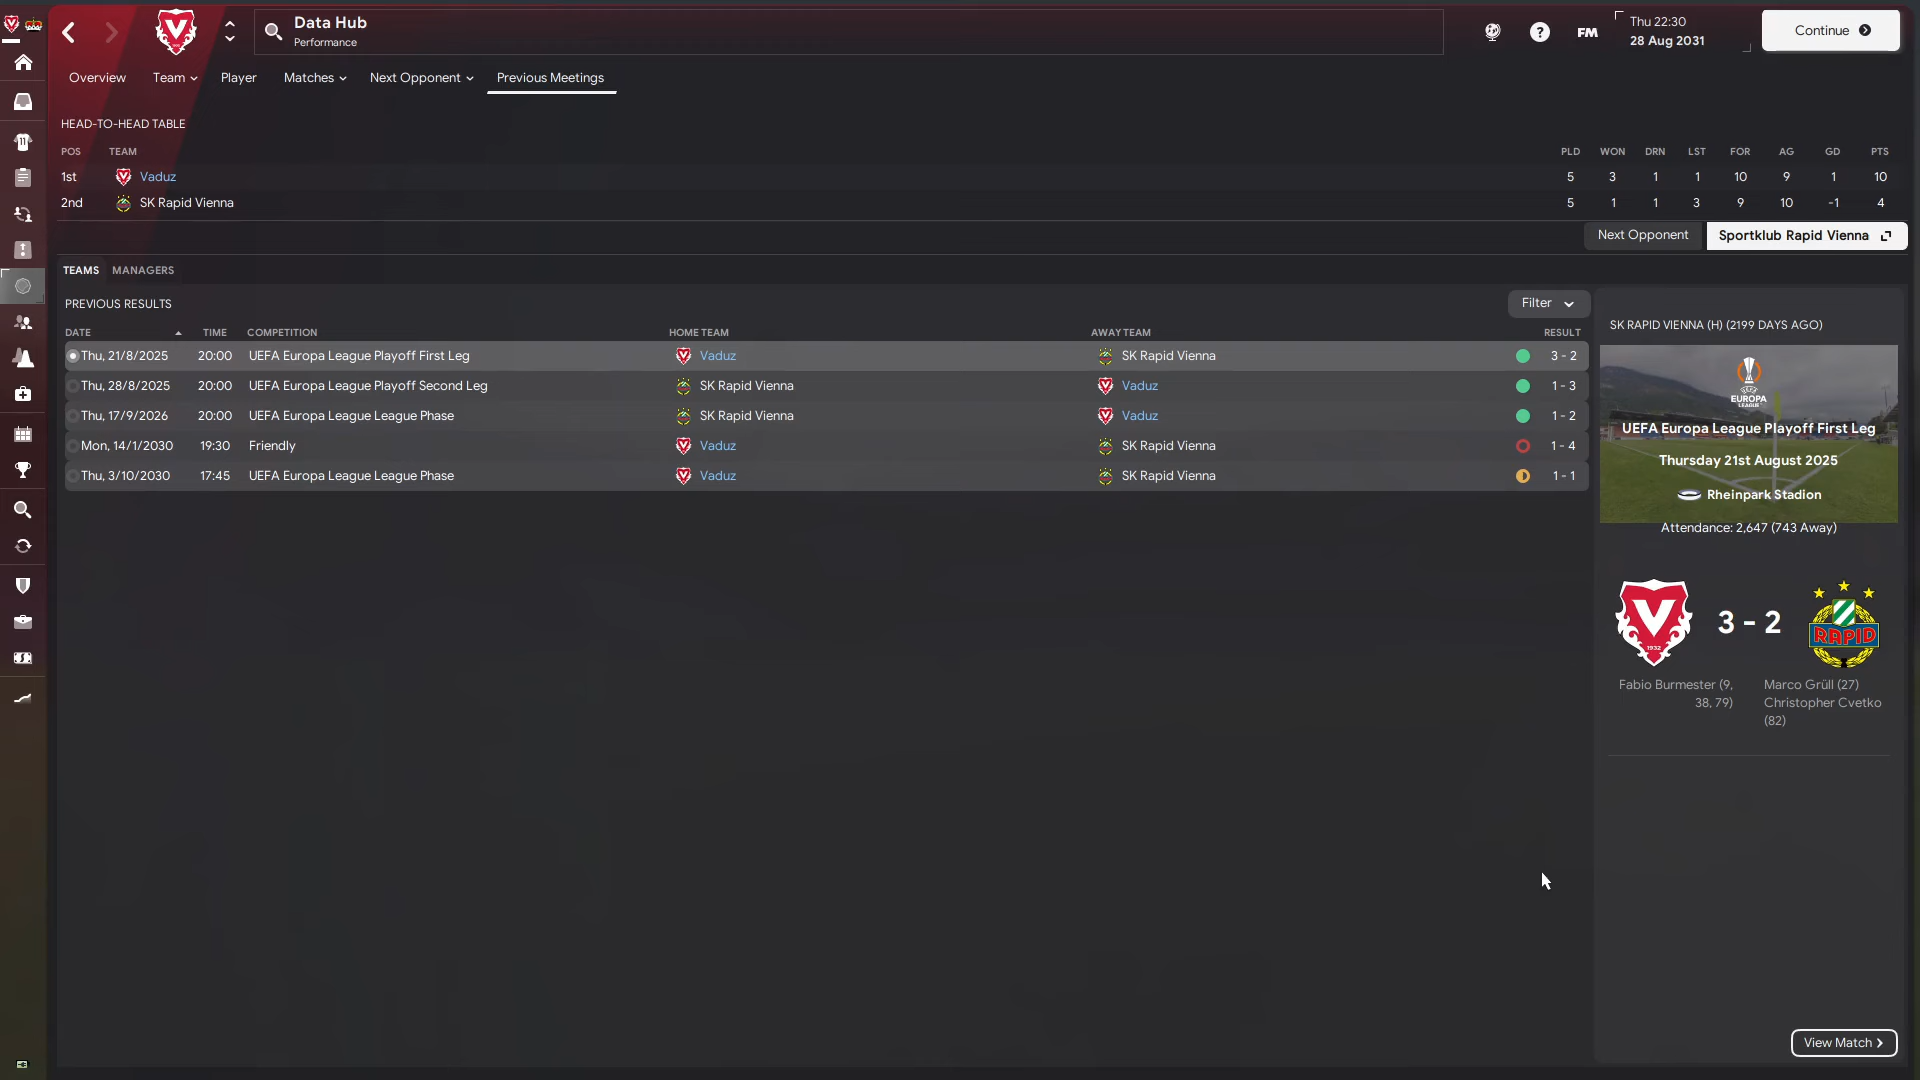 Data Hub
Performance
FM
Thu 22:30
28 Aug 2031
Continue
Overview
Team
Player
Matches
Next Opponent
Previous Meetings
HEAD-TO-HEAD TABLE
POS TEAM PLD WON DRN LST FOR AG GD PTS
1st Vaduz 5 3 1 1 10 9 1 10
2nd SK Rapid Vienna 5 1 1 3 9 10 -1 4
Next Opponent
Sportklub Rapid Vienna
TEAMS
MANAGERS
PREVIOUS RESULTS
Filter
DATE TIME COMPETITION HOME TEAM AWAY TEAM RESULT
Thu, 21/8/2025 20:00 UEFA Europa League Playoff First Leg Vaduz SK Rapid Vienna 3 - 2
Thu, 28/8/2025 20:00 UEFA Europa League Playoff Second Leg SK Rapid Vienna Vaduz 1 - 3
Thu, 17/9/2026 20:00 UEFA Europa League League Phase SK Rapid Vienna Vaduz 1 - 2
Mon, 14/1/2030 19:30 Friendly Vaduz SK Rapid Vienna 1 - 4
Thu, 3/10/2030 17:45 UEFA Europa League League Phase Vaduz SK Rapid Vienna 1 - 1
SK RAPID VIENNA (H) (2199 DAYS AGO)
UEFA
EUROPA
LEAGUE
UEFA Europa League Playoff First Leg
Thursday 21st August 2025
Rheinpark Stadion
Attendance: 2,647 (743 Away)
V
1932
3 - 2
RAPID
Fabio Burmester (9,
38, 79)
Marco Grüll (27)
Christopher Cvetko
(82)
View Match